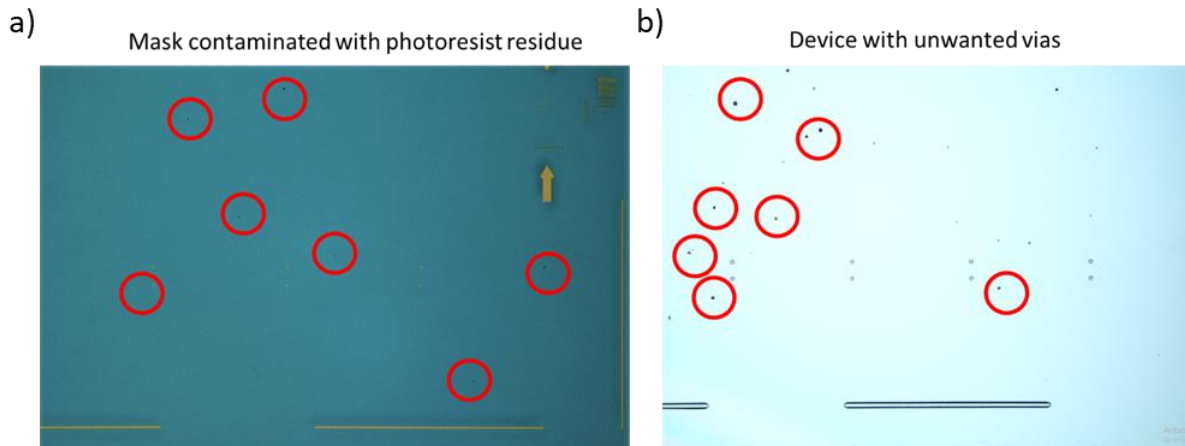 a)
Mask contaminated with photoresist residue
b)
Device with unwanted vias